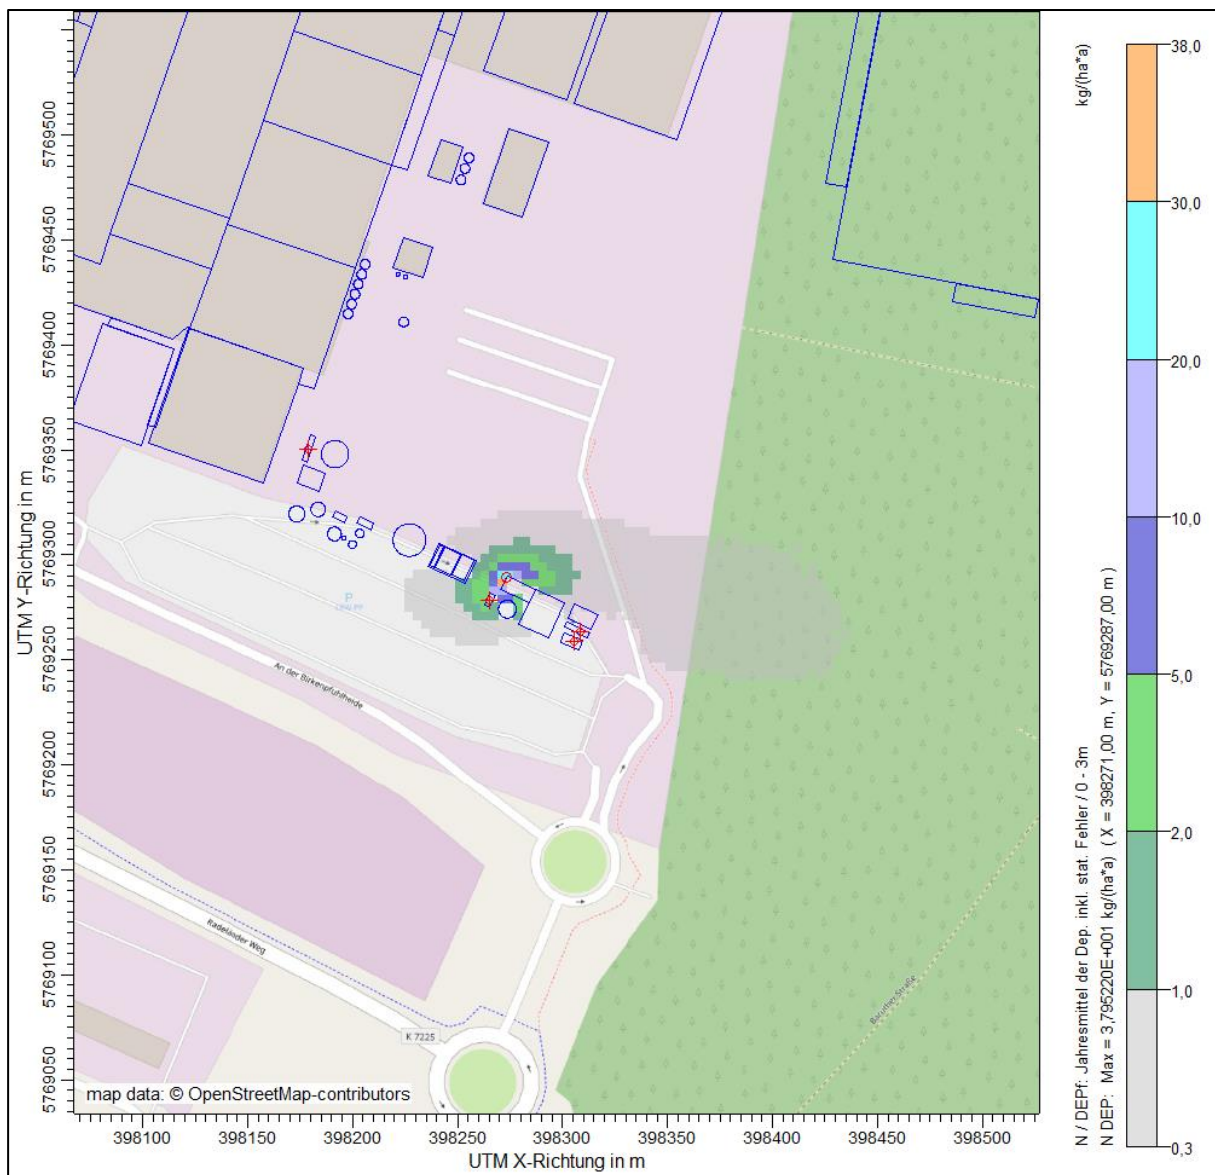 kg/(ha*a)
38,0
30,0
20,0
10,0
5,0
2,0
1,0
0,3
N / DEPf: Jahresmittel der Dep. inkl. stat. Fehler / 0 - 3m
N DEP: Max = 3,795220E+001 kg/(ha*a) ( X = 398271,00 m, Y = 5769287,00 m )
UTM Y-Richtung in m
5769500
5769450
5769400
5769350
5769300
5769250
5769200
5769150
5769100
5769050
P
An der Birkenpfuhlheide
Radelander Weg
K 7225
Baruther Straße
map data: © OpenStreetMap-contributors
398100 398150 398200 398250 398300 398350 398400 398450 398500
UTM X-Richtung in m